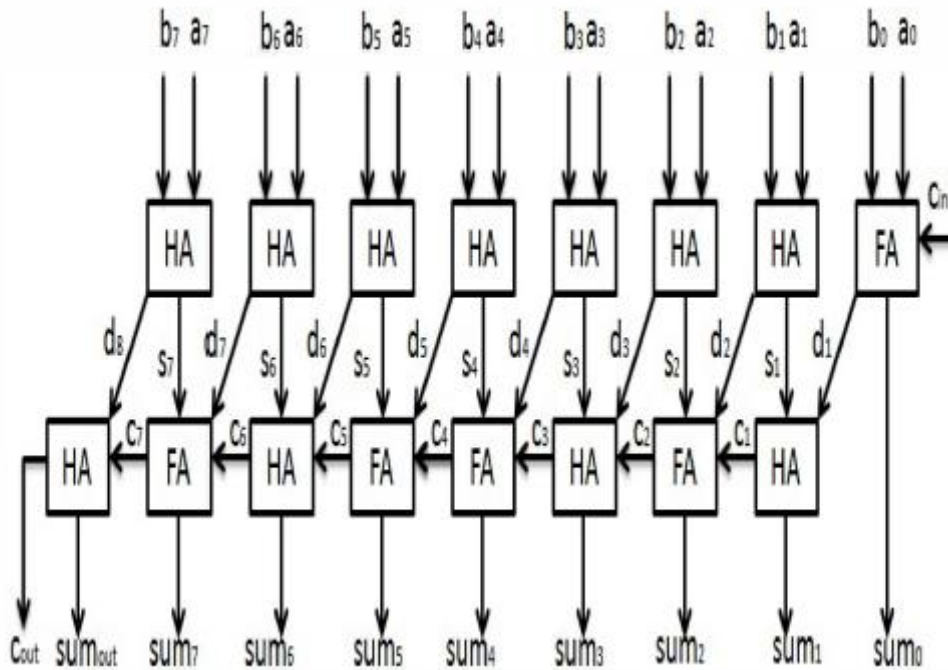 b₇ a₇ b₆ a₆ b₅ a₅ b₄ a₄ b₃ a₃ b₂ a₂ b₁ a₁ b₀ a₀
cᵢₙ
HA HA HA HA HA HA HA FA
d₈ s₇ d₇ s₆ d₆ s₅ d₅ s₄ d₄ s₃ d₃ s₂ d₂ s₁ d₁
HA c₇ FA c₆ HA c₅ FA c₄ FA c₃ HA c₂ FA c₁ HA
cout sumout sum₇ sum₆ sum₅ sum₄ sum₃ sum₂ sum₁ sum₀